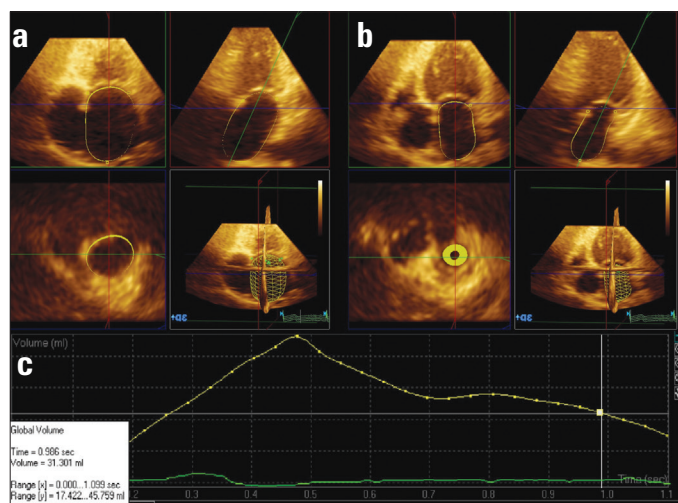 a
b
c
Volume (ml)
Global Volume
Time = 0.986 sec
Volume = 31.301 ml
Range [x] = 0.000...1.099 sec
Range [y] = 17.422...45.759 ml
Time (sec)
0.3
0.4
0.5
0.6
0.7
0.8
0.9
1.0
1.1